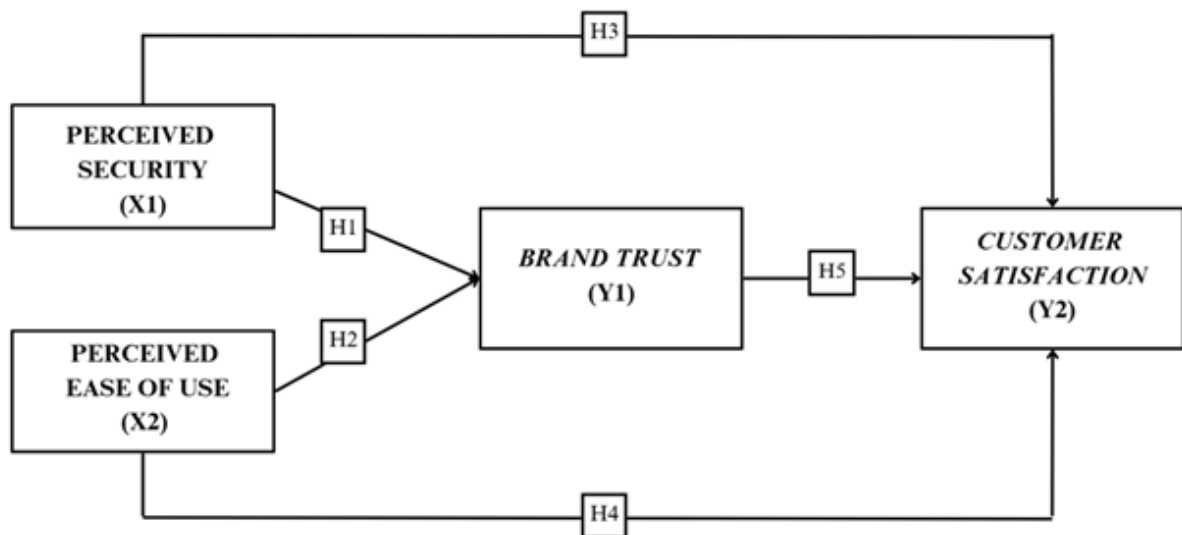 H3
PERCEIVED
SECURITY
(X1)
H1
BRAND TRUST
(Y1)
H5
CUSTOMER
SATISFACTION
(Y2)
H2
PERCEIVED
EASE OF USE
(X2)
H4